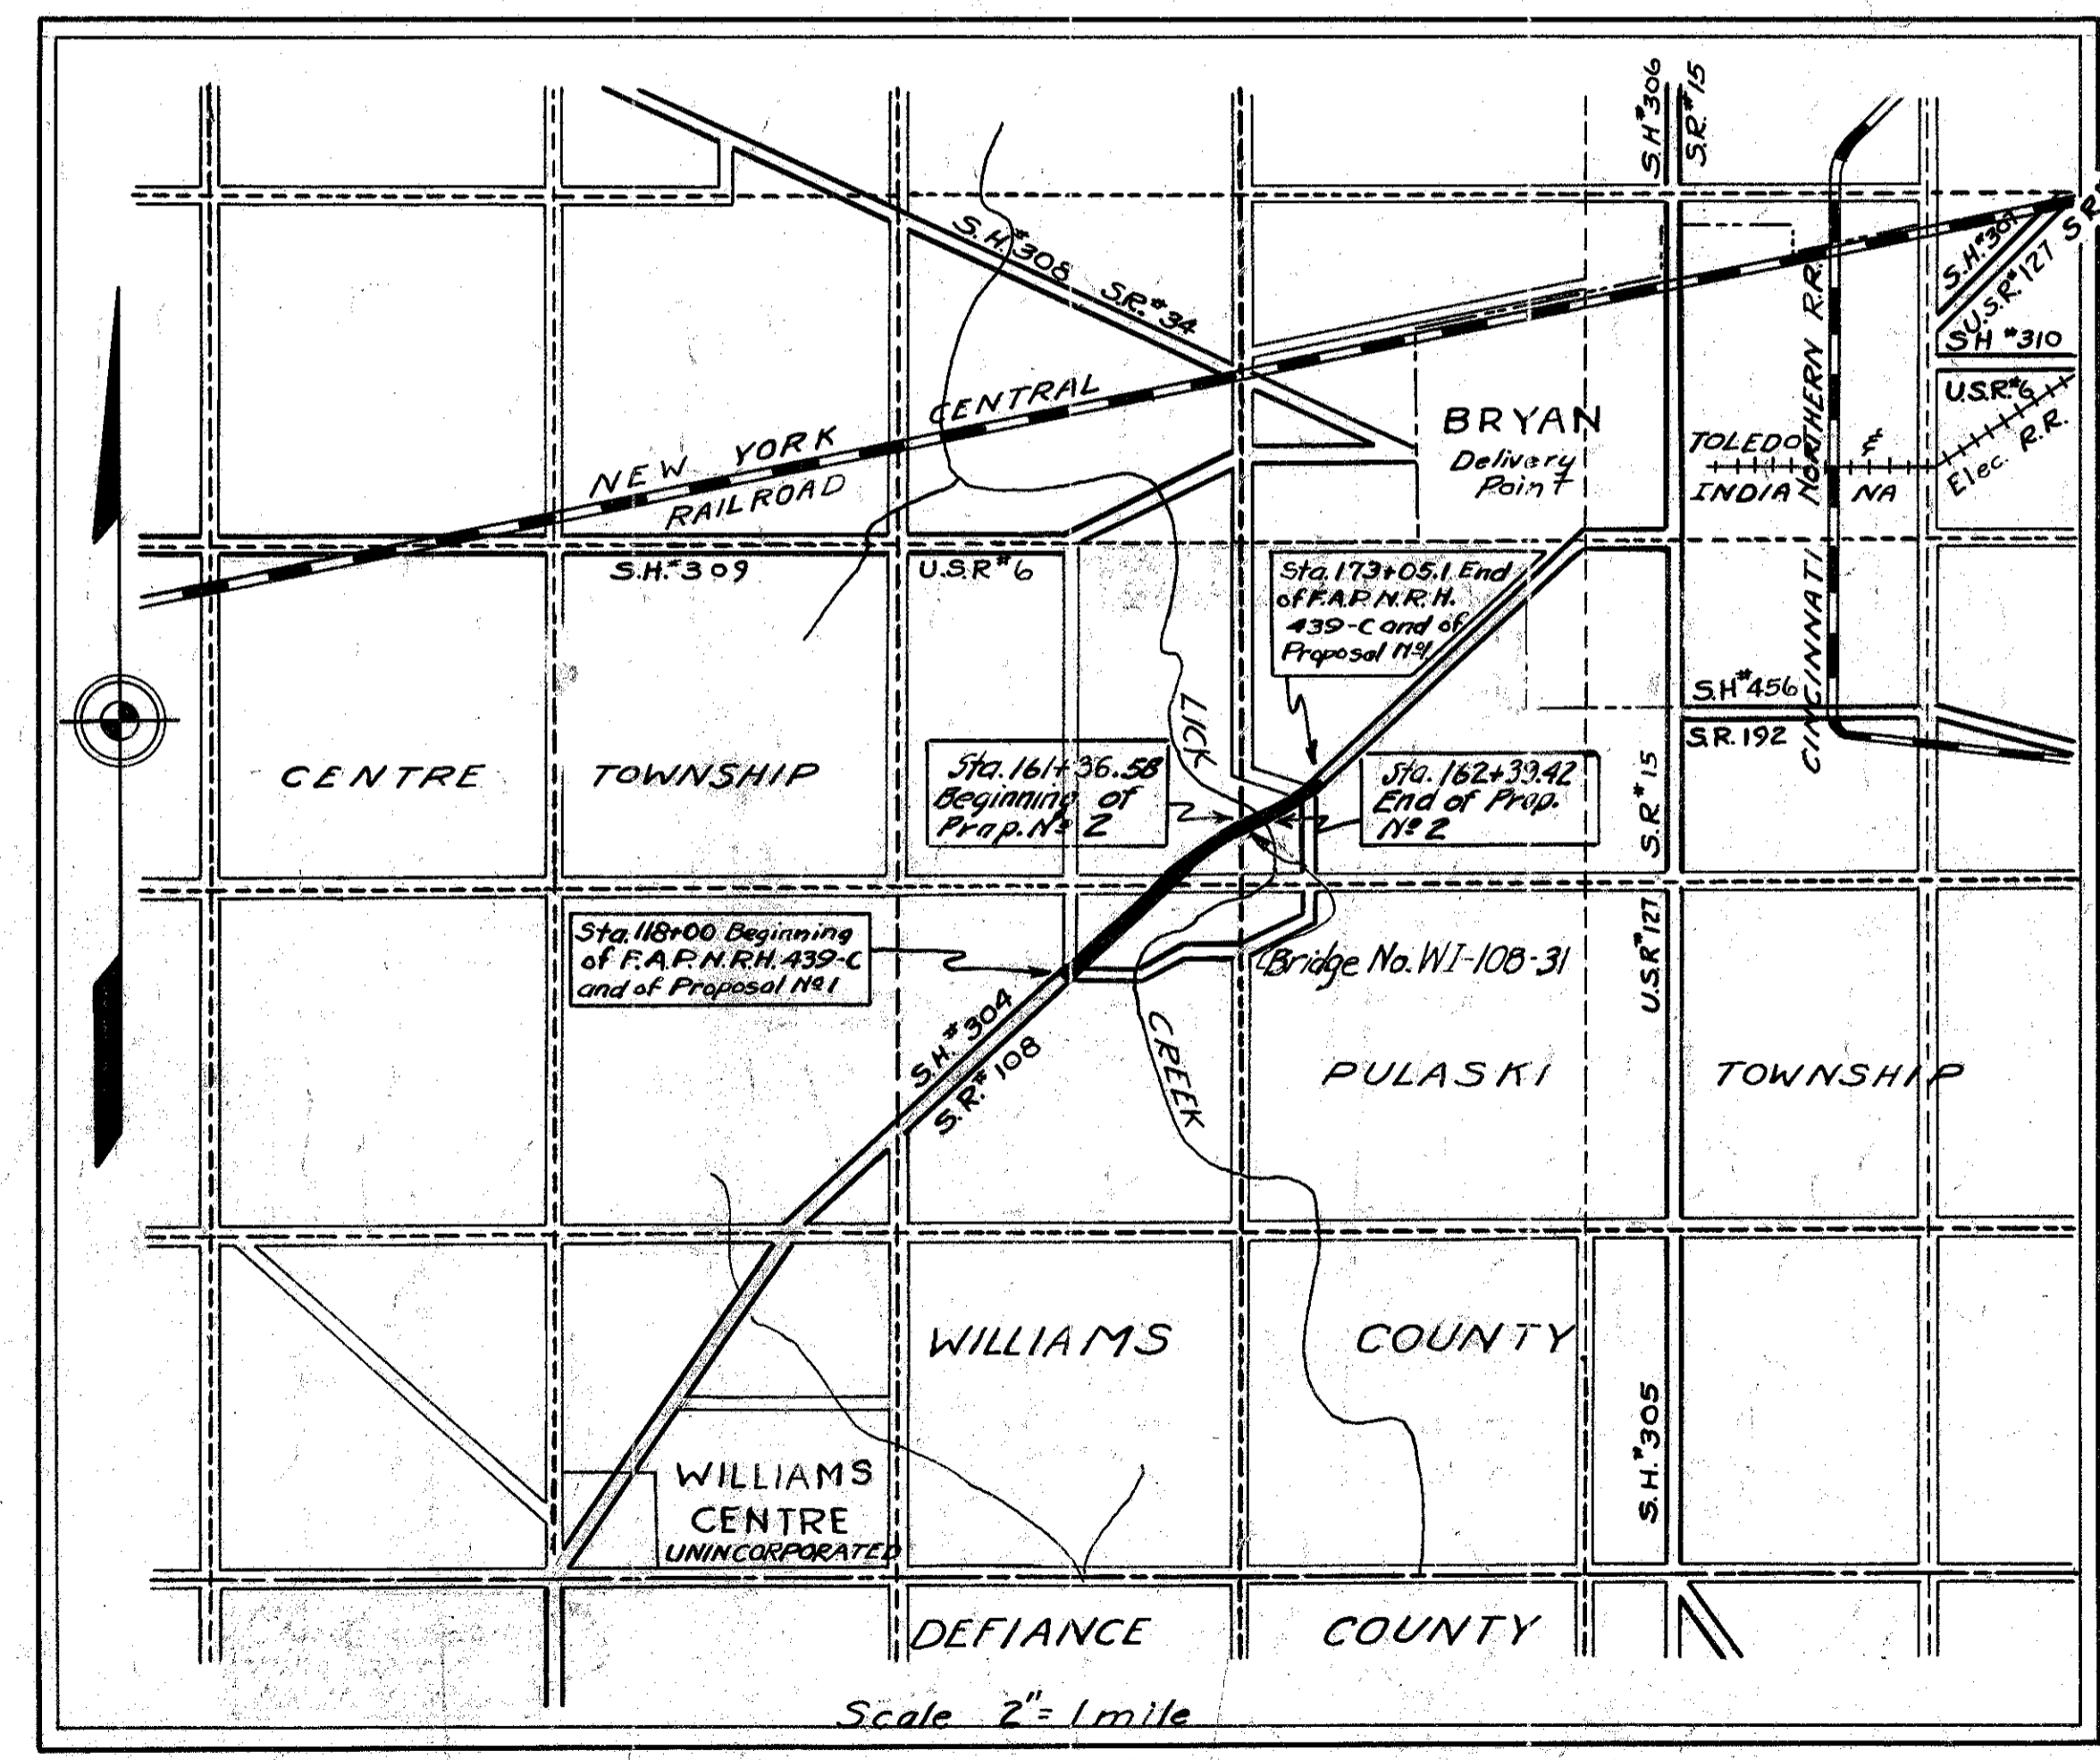 S.H.#306
S.R.#15
S.H.#308 S.R.#34
S.H.#307
U.S.R.#127
S.R.
SH #310
U.S.R.#6
NEW YORK CENTRAL
RAILROAD
BRYAN
Delivery
Point
TOLEDO &
INDIANA
Elec. R.R.
CINCINNATI NORTHERN R.R.
S.H.#309
U.S.R#6
Sta.173+05.1 End
of F.A.P. N.R.H.
439-C and of
Proposal Nº1
S.H#456
S.R.192
LICK
CENTRE TOWNSHIP
Sta.161+36.58
Beginning of
Prop. Nº 2
Sta. 162+39.42
End of Prop.
Nº 2
S.R#15
U.S.R#127
Sta.118+00 Beginning
of F.A.P. N.R.H. 439-C
and of Proposal Nº1
Bridge No. WI-108-31
S.H.#304
S.R.#108
CREEK
PULASKI TOWNSHIP
WILLIAMS COUNTY
S.H.#305
WILLIAMS
CENTRE
UNINCORPORATED
DEFIANCE COUNTY
Scale 2"= 1 mile